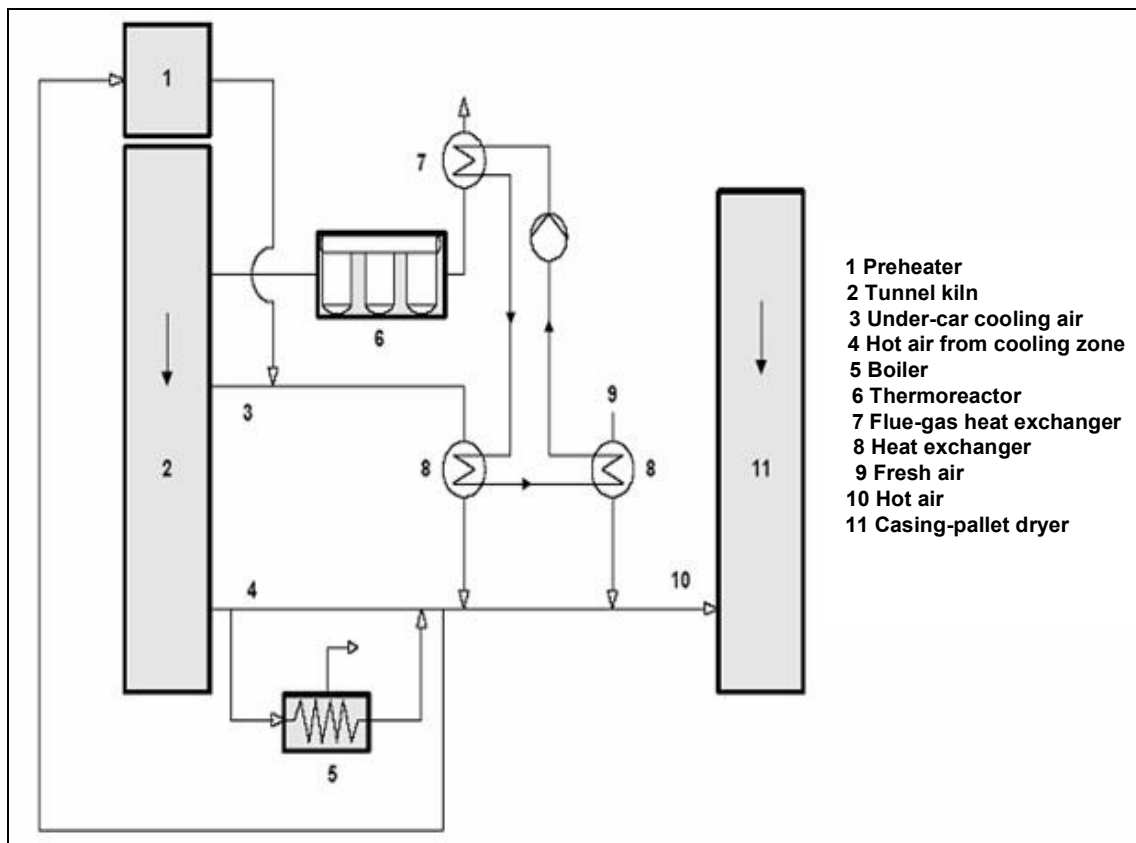 1
7
6
9
3
8
8
2
11
4
10
5
1 Preheater
2 Tunnel kiln
3 Under-car cooling air
4 Hot air from cooling zone
5 Boiler
6 Thermoreactor
7 Flue-gas heat exchanger
8 Heat exchanger
9 Fresh air
10 Hot air
11 Casing-pallet dryer